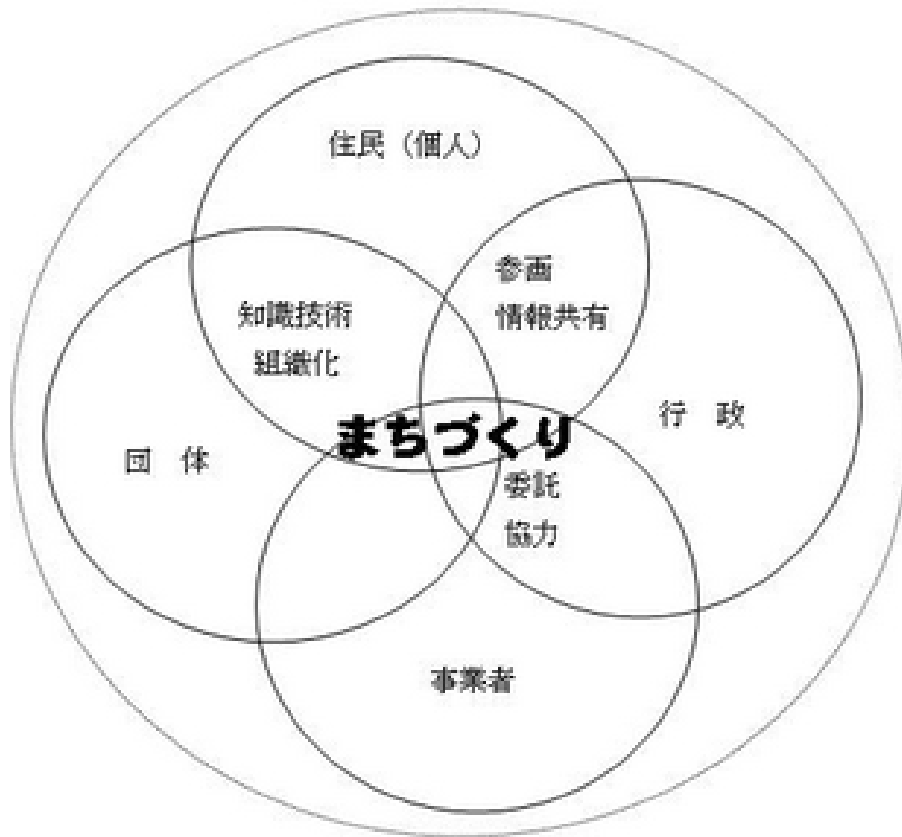 住民（個人）
参画
情報共有
知識技術
組織化
行　政
まちづくり
団　体
委託
協力
事業者